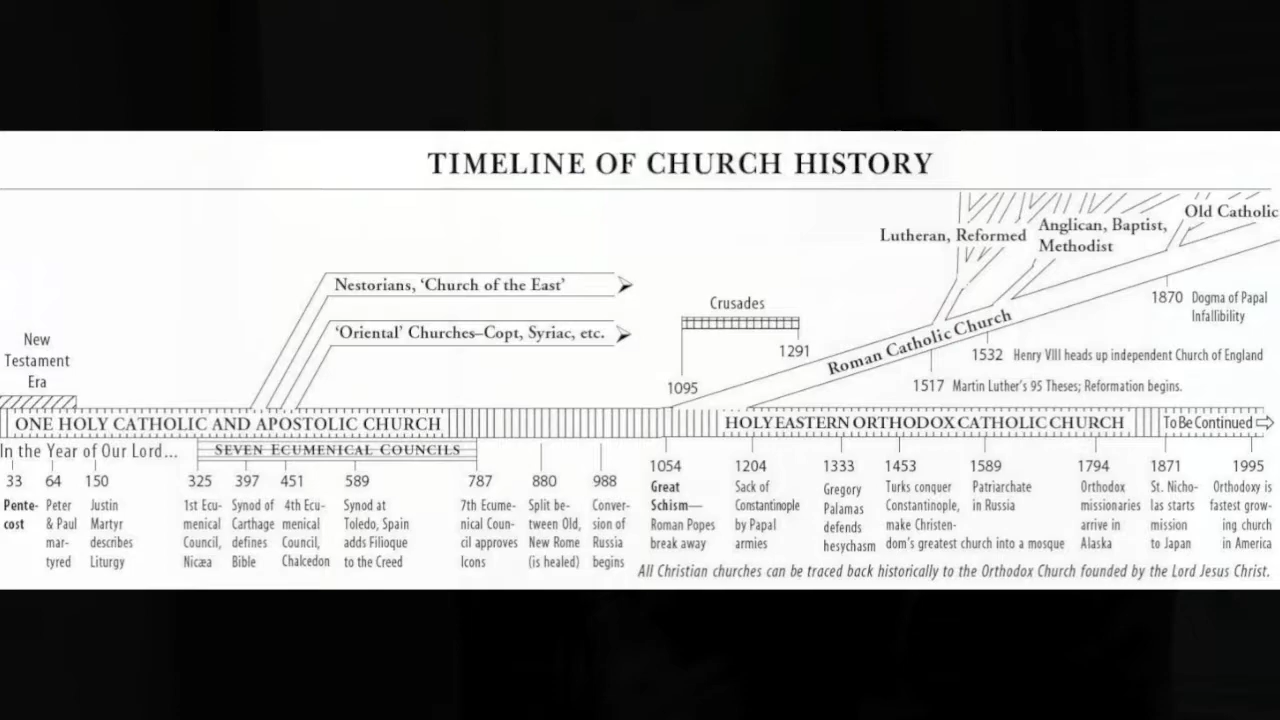 TIMELINE OF CHURCH HISTORY
Old Catholic
Lutheran, Reformed
Anglican, Baptist,
Methodist
Nestorians, 'Church of the East'
'Oriental' Churches–Copt, Syriac, etc.
Crusades
1095
1291
Roman Catholic Church
1870 Dogma of Papal
Infallibility
1532 Henry VIII heads up independent Church of England
1517 Martin Luther's 95 Theses; Reformation begins.
New
Testament
Era
ONE HOLY CATHOLIC AND APOSTOLIC CHURCH
HOLY EASTERN ORTHODOX CATHOLIC CHURCH
To Be Continued
In the Year of Our Lord...
SEVEN ECUMENICAL COUNCILS
33
Pente-
cost
64
Peter
& Paul
mar-
tyred
150
Justin
Martyr
describes
Liturgy
325
1st Ecu-
menical
Council,
Nicæa
397
Synod of
Carthage
defines
Bible
451
4th Ecu-
menical
Council,
Chalcedon
589
Synod at
Toledo, Spain
adds Filioque
to the Creed
787
7th Ecume-
nical Coun-
cil approves
Icons
880
Split be-
tween Old,
New Rome
(is healed)
988
Conver-
sion of
Russia
begins
1054
Great
Schism—
Roman Popes
break away
1204
Sack of
Constantinople
by Papal
armies
1333
Gregory
Palamas
defends
hesychasm
1453
Turks conquer
Constantinople,
make Christen-
dom's greatest church into a mosque
1589
Patriarchate
in Russia
1794
Orthodox
missionaries
arrive in
Alaska
1871
St. Nicho-
las starts
mission
to Japan
1995
Orthodoxy is
fastest grow-
ing church
in America
All Christian churches can be traced back historically to the Orthodox Church founded by the Lord Jesus Christ.